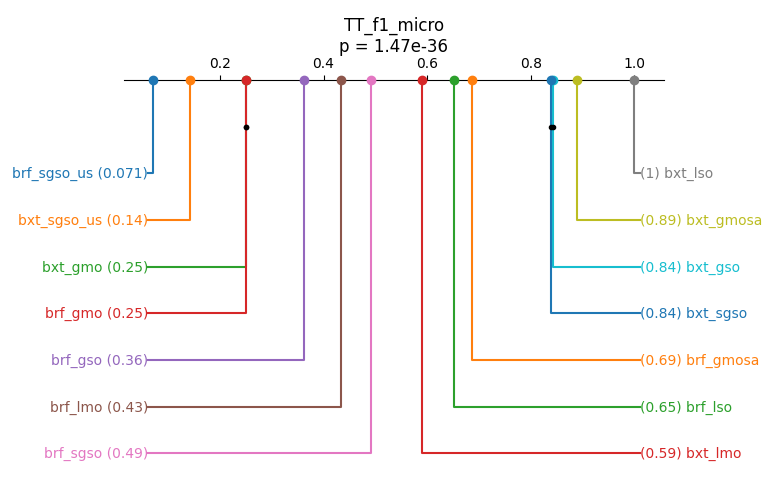 TT_f1_micro
p = 1.47e-36
0.2 0.4 0.6 0.8 1.0
brf_sgso_us (0.071) (1) bxt_lso
bxt_sgso_us (0.14) (0.89) bxt_gmosa
bxt_gmo (0.25) (0.84) bxt_gso
brf_gmo (0.25) (0.84) bxt_sgso
brf_gso (0.36) (0.69) brf_gmosa
brf_lmo (0.43) (0.65) brf_lso
brf_sgso (0.49) (0.59) bxt_lmo